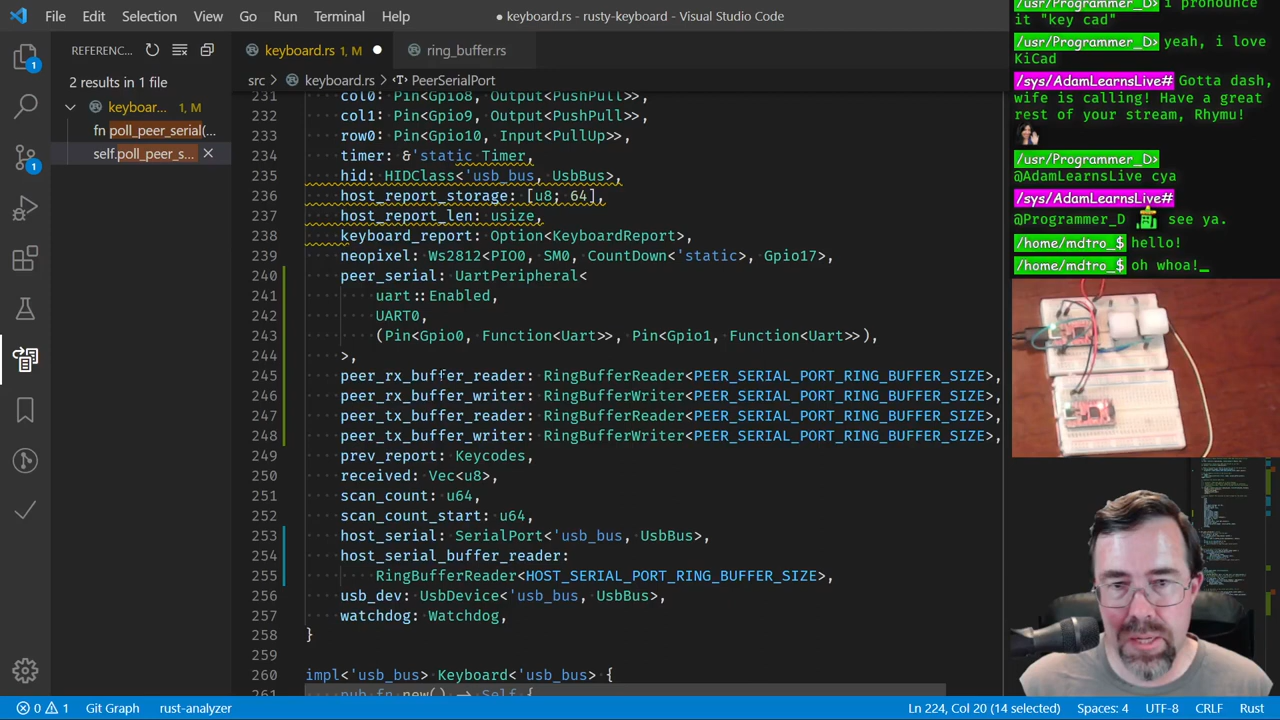 File Edit Selection View Go Run Terminal Help
● keyboard.rs - rusty-keyboard - Visual Studio Code
REFERENC...
keyboard.rs 1, M ●
ring_buffer.rs
2 results in 1 file
keyboar... 1, M
fn poll_peer_serial(...
self.poll_peer_s... ×
src > keyboard.rs > PeerSerialPort
231 col0: Pin<Gpio8, Output<PushPull>>,
232 col1: Pin<Gpio9, Output<PushPull>>,
233 row0: Pin<Gpio10, Input<PullUp>>,
234 timer: &'static Timer,
235 hid: HIDClass<'usb_bus, UsbBus>,
236 host_report_storage: [u8; 64],
237 host_report_len: usize,
238 keyboard_report: Option<KeyboardReport>,
239 neopixel: Ws2812<PIO0, SM0, CountDown<'static>, Gpio17>,
240 peer_serial: UartPeripheral<
241 uart::Enabled,
242 UART0,
243 (Pin<Gpio0, Function<Uart>>, Pin<Gpio1, Function<Uart>>),
244 >,
245 peer_rx_buffer_reader: RingBufferReader<PEER_SERIAL_PORT_RING_BUFFER_SIZE>,
246 peer_rx_buffer_writer: RingBufferWriter<PEER_SERIAL_PORT_RING_BUFFER_SIZE>,
247 peer_tx_buffer_reader: RingBufferReader<PEER_SERIAL_PORT_RING_BUFFER_SIZE>,
248 peer_tx_buffer_writer: RingBufferWriter<PEER_SERIAL_PORT_RING_BUFFER_SIZE>,
249 prev_report: Keycodes,
250 received: Vec<u8>,
251 scan_count: u64,
252 scan_count_start: u64,
253 host_serial: SerialPort<'usb_bus, UsbBus>,
254 host_serial_buffer_reader:
255 RingBufferReader<HOST_SERIAL_PORT_RING_BUFFER_SIZE>,
256 usb_dev: UsbDevice<'usb_bus, UsbBus>,
257 watchdog: Watchdog,
258 }
259
260 impl<'usb_bus> Keyboard<'usb_bus> {
261 pub fn new() → Self {
/usr/Programmer_D> i pronounce
it "key cad"
/usr/Programmer_D> yeah, i love
KiCad
/sys/AdamLearnsLive# Gotta dash,
wife is calling! Have a great
rest of your stream, Rhymu!
/usr/Programmer_D>
@AdamLearnsLive cya
/sys/AdamLearnsLive#
@Programmer_D see ya.
/home/mdtro_$ hello!
/home/mdtro_$ oh whoa!_
0 1 Git Graph rust-analyzer
Ln 224, Col 20 (14 selected) Spaces: 4 UTF-8 CRLF Rust